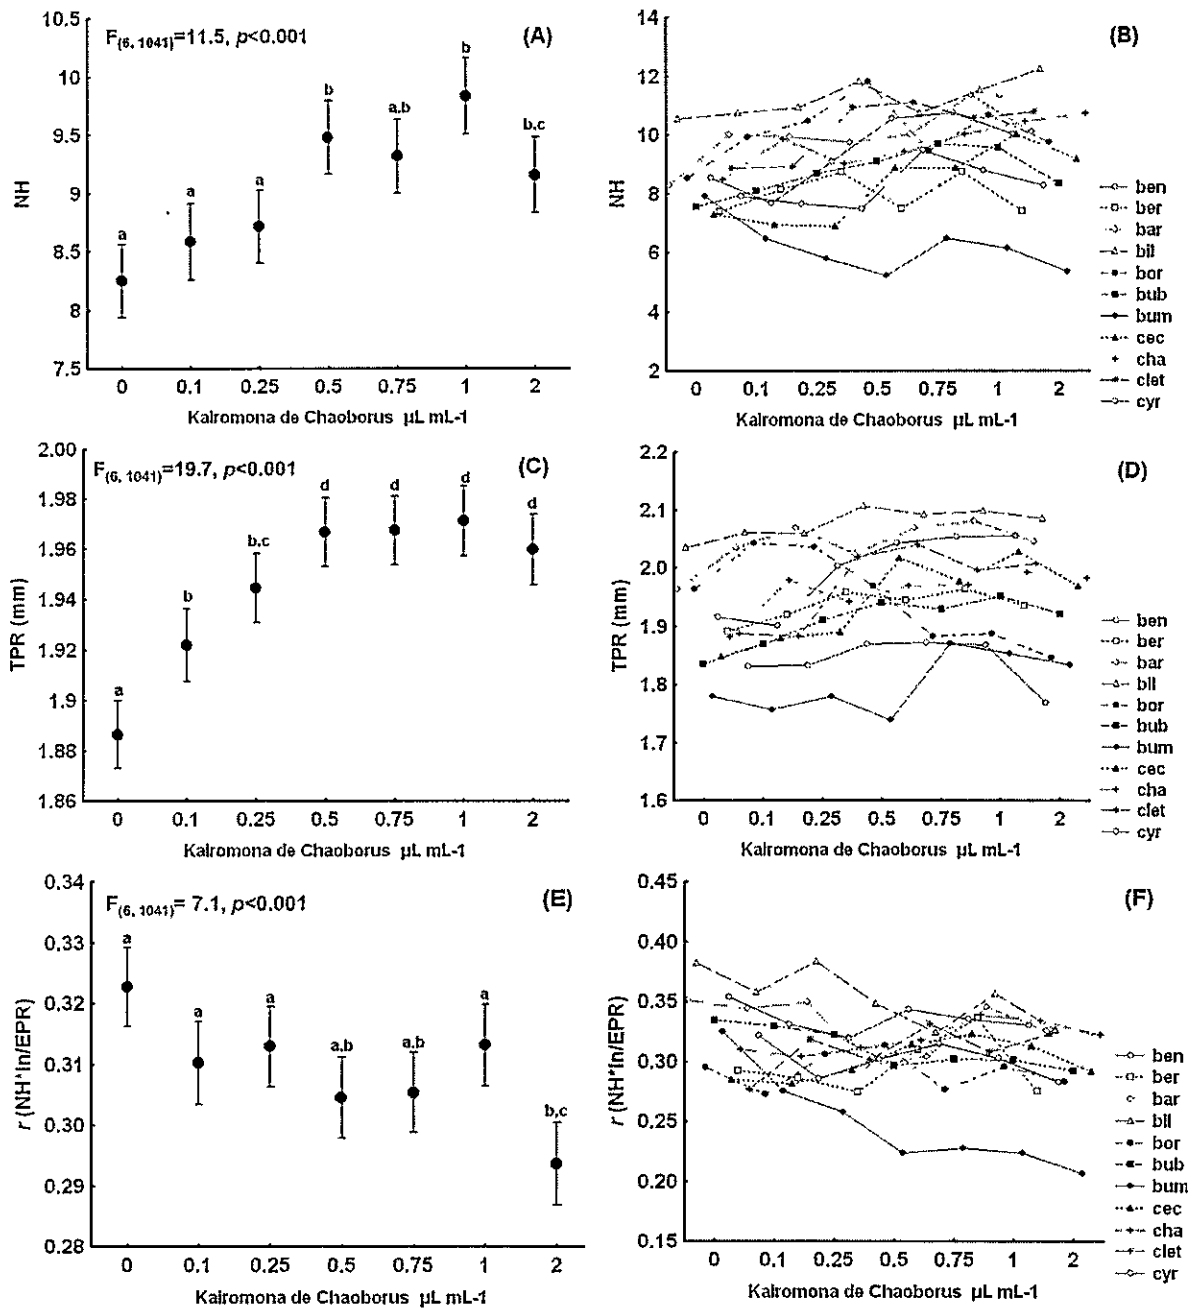 F(6, 1041)=11.5, p<0.001
(A)
10.5
10
9.5
9
8.5
8
7.5
NH
a
a
a
b
a,b
b
b,c
0 0.1 0.25 0.5 0.75 1 2
Kairomona de Chaoborus µL mL-1
(B)
14
12
10
8
6
4
2
NH
0 0,1 0.25 0.5 0.75 1 2
Kairomona de Chaoborus µL mL-1
ben
ber
bar
bil
bor
bub
bum
cec
cha
clet
cyr
F(6, 1041)=19.7, p<0.001
(C)
2.00
1.98
1.96
1.94
1.92
1.9
1.88
1.86
TPR (mm)
a
b
b,c
d
d
d
d
0 0.1 0.25 0.5 0.75 1 2
Kairomona de Chaoborus µL mL-1
(D)
2.2
2.1
2.0
1.9
1.8
1.7
1.6
TPR (mm)
0 0.1 0.25 0.5 0.75 1 2
Kairomona de Chaoborus µL mL-1
ben
ber
bar
bil
bor
bub
bum
cec
cha
clet
cyr
F(6, 1041)= 7.1, p<0.001
(E)
0.34
0.33
0.32
0.31
0.30
0.29
0.28
r (NH*ln/EPR)
a
a
a
a,b
a,b
a
b,c
0 0.1 0.25 0.5 0.75 1 2
Kairomona de Chaoborus µL mL-1
(F)
0.45
0.40
0.35
0.30
0.25
0.20
0.15
r (NH*ln/EPR)
0 0.1 0.25 0.5 0.75 1 2
Kairomona de Chaoborus µL mL-1
ben
ber
bar
bil
bor
bub
bum
cec
cha
clet
cyr